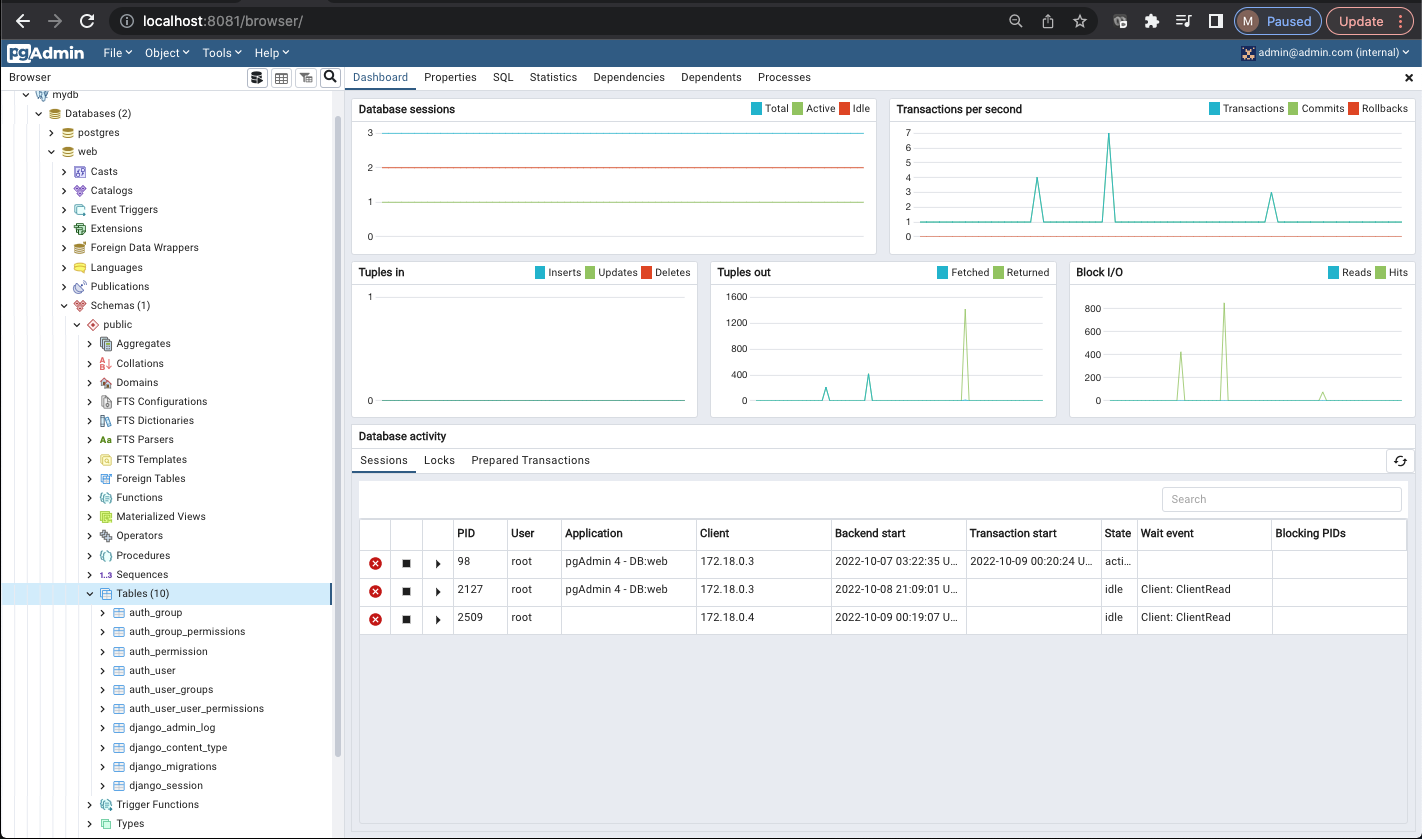 localhost:8081/browser/
M Paused Update
pgAdmin File Object Tools Help admin@admin.com (internal)
Browser
Dashboard Properties SQL Statistics Dependencies Dependents Processes
mydb
Databases (2)
postgres
web
Casts
Catalogs
Event Triggers
Extensions
Foreign Data Wrappers
Languages
Publications
Schemas (1)
public
Aggregates
Collations
Domains
FTS Configurations
FTS Dictionaries
Aa FTS Parsers
FTS Templates
Foreign Tables
Functions
Materialized Views
Operators
Procedures
1..3 Sequences
Tables (10)
auth_group
auth_group_permissions
auth_permission
auth_user
auth_user_groups
auth_user_user_permissions
django_admin_log
django_content_type
django_migrations
django_session
Trigger Functions
Types
Database sessions Total Active Idle
3
2
1
0
Transactions per second Transactions Commits Rollbacks
7
6
5
4
3
2
1
0
Tuples in Inserts Updates Deletes
1
0
Tuples out Fetched Returned
1600
1200
800
400
0
Block I/O Reads Hits
800
600
400
200
0
Database activity
Sessions Locks Prepared Transactions
Search
PID User Application Client Backend start Transaction start State Wait event Blocking PIDs
98 root pgAdmin 4 - DB:web 172.18.0.3 2022-10-07 03:22:35 U... 2022-10-09 00:20:24 U... acti...
2127 root pgAdmin 4 - DB:web 172.18.0.3 2022-10-08 21:09:01 U... idle Client: ClientRead
2509 root 172.18.0.4 2022-10-09 00:19:07 U... idle Client: ClientRead